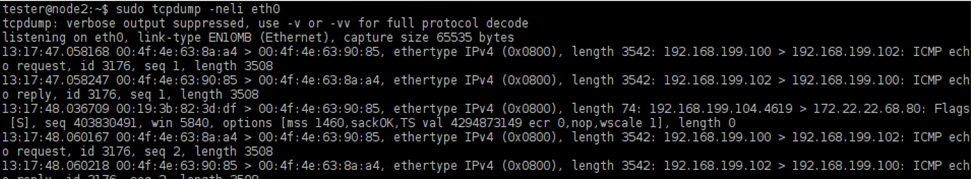 tester@node2:~$ sudo tcpdump -neli eth0
tcpdump: verbose output suppressed, use -v or -vv for full protocol decode
listening on eth0, link-type EN10MB (Ethernet), capture size 65535 bytes
13:17:47.058168 00:4f:4e:63:8a:a4 > 00:4f:4e:63:90:85, ethertype IPv4 (0x0800), length 3542: 192.168.199.100 > 192.168.199.102: ICMP ech
o request, id 3176, seq 1, length 3508
13:17:47.058247 00:4f:4e:63:90:85 > 00:4f:4e:63:8a:a4, ethertype IPv4 (0x0800), length 3542: 192.168.199.102 > 192.168.199.100: ICMP ech
o reply, id 3176, seq 1, length 3508
13:17:48.036709 00:19:3b:82:3d:df > 00:4f:4e:63:90:85, ethertype IPv4 (0x0800), length 74: 192.168.199.104.4619 > 172.22.22.68.80: Flags
[S], seq 403830491, win 5840, options [mss 1460,sackOK,TS val 4294873149 ecr 0,nop,wscale 1], length 0
13:17:48.060167 00:4f:4e:63:8a:a4 > 00:4f:4e:63:90:85, ethertype IPv4 (0x0800), length 3542: 192.168.199.100 > 192.168.199.102: ICMP ech
o request, id 3176, seq 2, length 3508
13:17:48.060218 00:4f:4e:63:90:85 > 00:4f:4e:63:8a:a4, ethertype IPv4 (0x0800), length 3542: 192.168.199.102 > 192.168.199.100: ICMP ech
o reply, id 3176, seq 2, length 3508